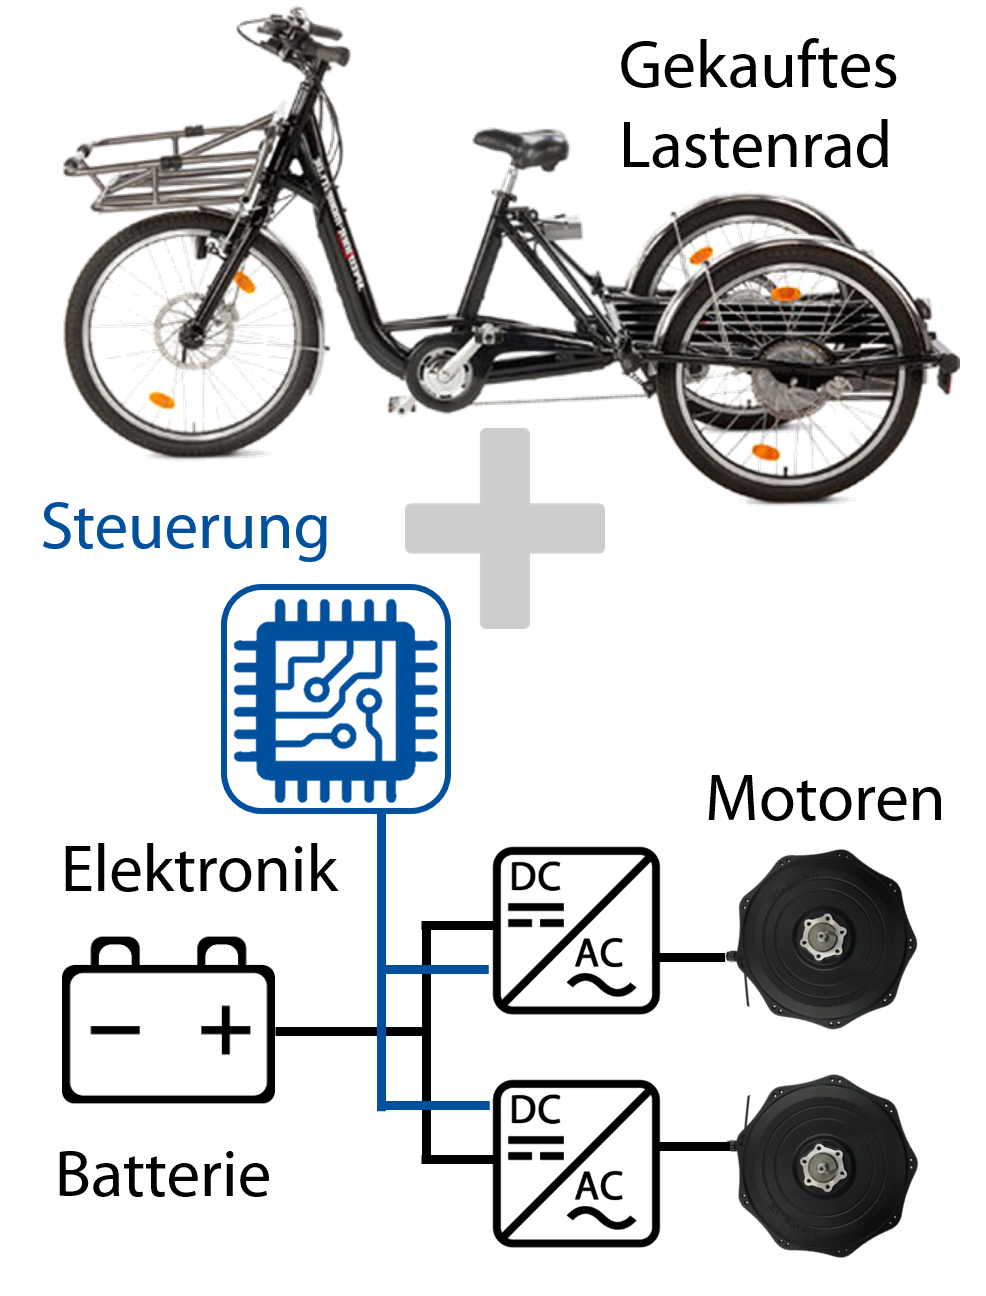 Gekauftes
Lastenrad
Steuerung
Motoren
Elektronik
DC
AC
Batterie
DC
AC